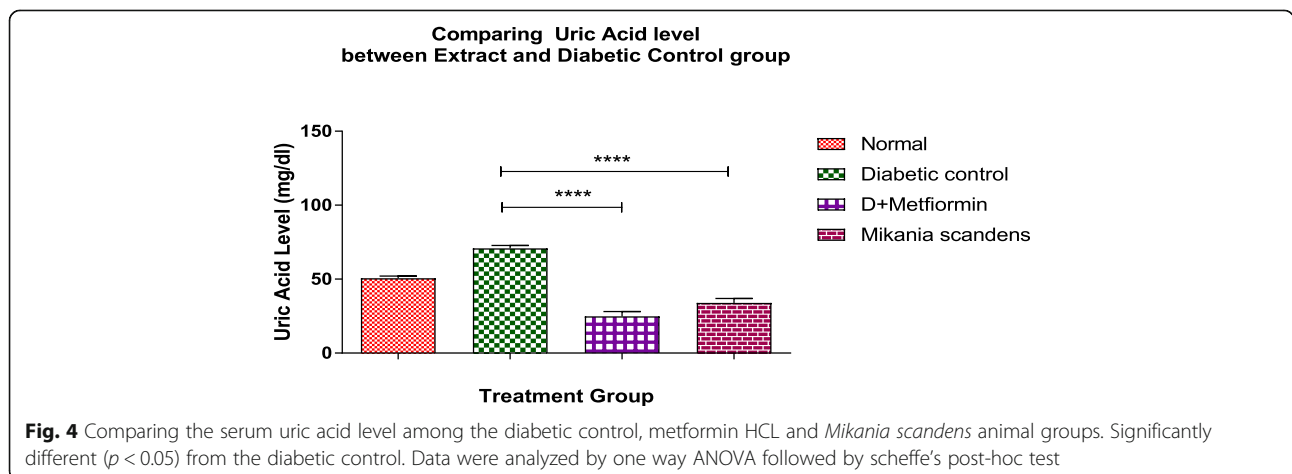 Comparing Uric Acid level
between Extract and Diabetic Control group
Uric Acid Level (mg/dl)
150
100
50
0
****
****
Normal
Diabetic control
D+Metfiormin
Mikania scandens
Treatment Group
Fig. 4 Comparing the serum uric acid level among the diabetic control, metformin HCL and Mikania scandens animal groups. Significantly
different (p < 0.05) from the diabetic control. Data were analyzed by one way ANOVA followed by scheffe's post-hoc test